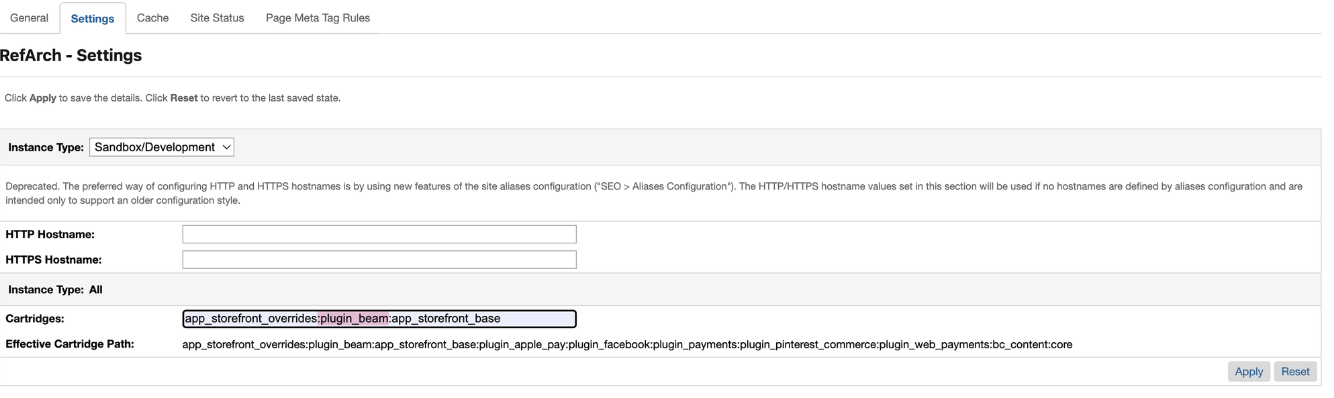 General Settings Cache Site Status Page Meta Tag Rules
RefArch - Settings
Click Apply to save the details. Click Reset to revert to the last saved state.
Instance Type: Sandbox/Development
Deprecated. The preferred way of configuring HTTP and HTTPS hostnames is by using new features of the site aliases configuration ("SEO > Aliases Configuration"). The HTTP/HTTPS hostname values set in this section will be used if no hostnames are defined by aliases configuration and are
intended only to support an older configuration style.
HTTP Hostname:
HTTPS Hostname:
Instance Type: All
Cartridges: app_storefront_overrides:plugin_beam:app_storefront_base
Effective Cartridge Path: app_storefront_overrides:plugin_beam:app_storefront_base:plugin_apple_pay:plugin_facebook:plugin_payments:plugin_pinterest_commerce:plugin_web_payments:bc_content:core
Apply Reset